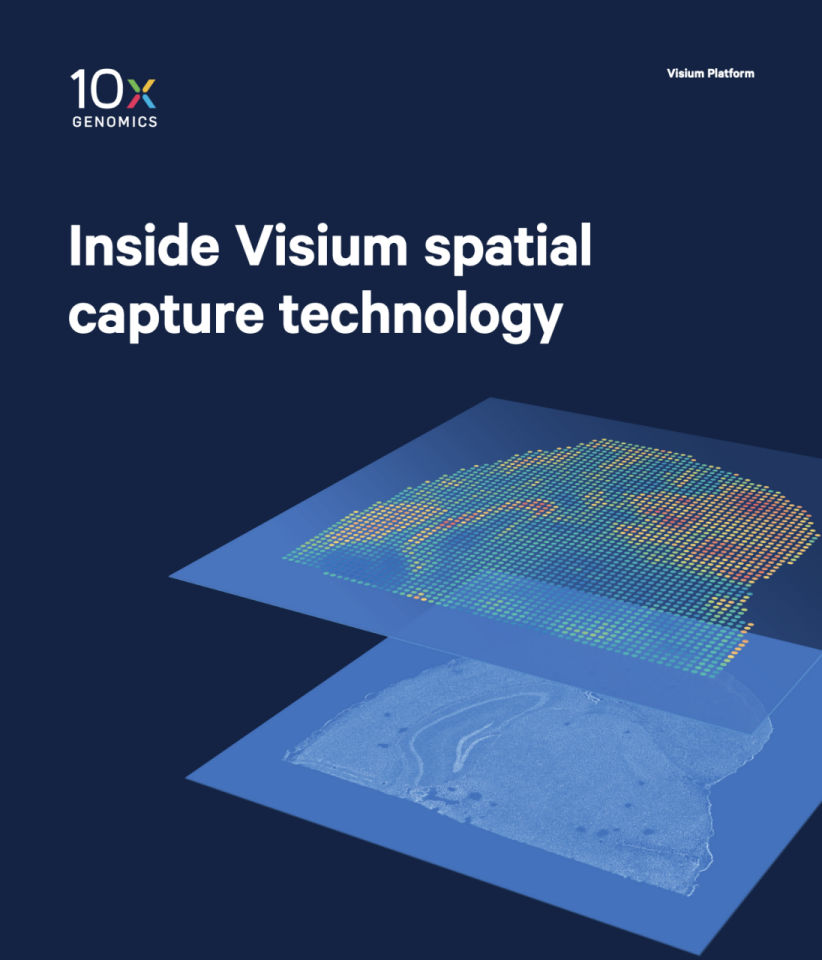 10x
GENOMICS
Visium Platform
Inside Visium spatial
capture technology